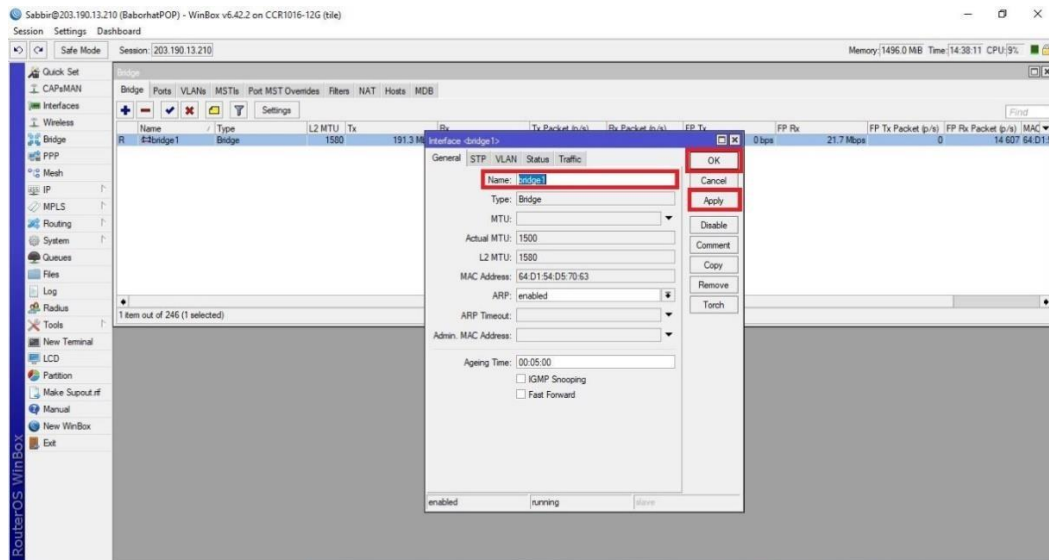 Sabbir@203.190.13.210 (BaborhatPOP) - WinBox v6.42.2 on CCR1016-12G (tile)
Session Settings Dashboard
Safe Mode Session: 203.190.13.210 Memory: 1496.0 MiB Time: 14:38:11 CPU: 9%
Quick Set
CAPsMAN
Interfaces
Wireless
Bridge
PPP
Mesh
IP
MPLS
Routing
System
Queues
Files
Log
Radius
Tools
New Terminal
LCD
Partition
Make Supout.rif
Manual
New WinBox
Exit
RouterOS WinBox
Bridge
Bridge Ports VLANs MSTIs Port MST Overrides Filters NAT Hosts MDB
Settings
Find
Name / Type L2 MTU Tx Rx Tx Packet (p/s) Rx Packet (p/s) FP Tx FP Rx FP Tx Packet (p/s) FP Rx Packet (p/s) MAC
R bridge1 Bridge 1580 191.3 0 bps 21.7 Mbps 0 14 607 64:D1:
1 item out of 246 (1 selected)
Interface <bridge1>
General STP VLAN Status Traffic
Name: bridge1
Type: Bridge
MTU:
Actual MTU: 1500
L2 MTU: 1580
MAC Address: 64:D1:54:D5:70:63
ARP: enabled
ARP Timeout:
Admin. MAC Address:
Ageing Time: 00:05:00
IGMP Snooping
Fast Forward
OK
Cancel
Apply
Disable
Comment
Copy
Remove
Torch
enabled running slave